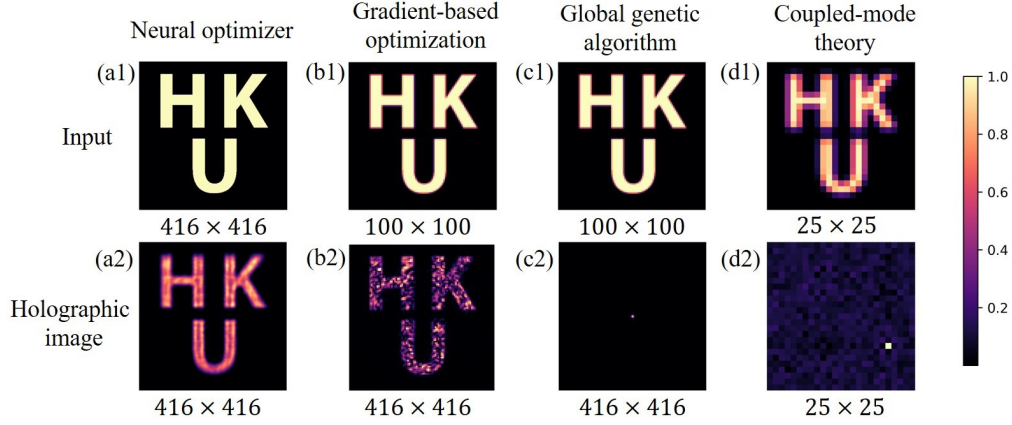 Neural optimizer
Gradient-based
optimization
Global genetic
algorithm
Coupled-mode
theory
(a1)
(b1)
(c1)
(d1)
Input
HK
U
HK
U
HK
U
HK
U
1.0
0.8
0.6
0.4
0.2
416 × 416
100 × 100
100 × 100
25 × 25
(a2)
(b2)
(c2)
(d2)
Holographic
image
HK
U
HK
U
416 × 416
416 × 416
416 × 416
25 × 25